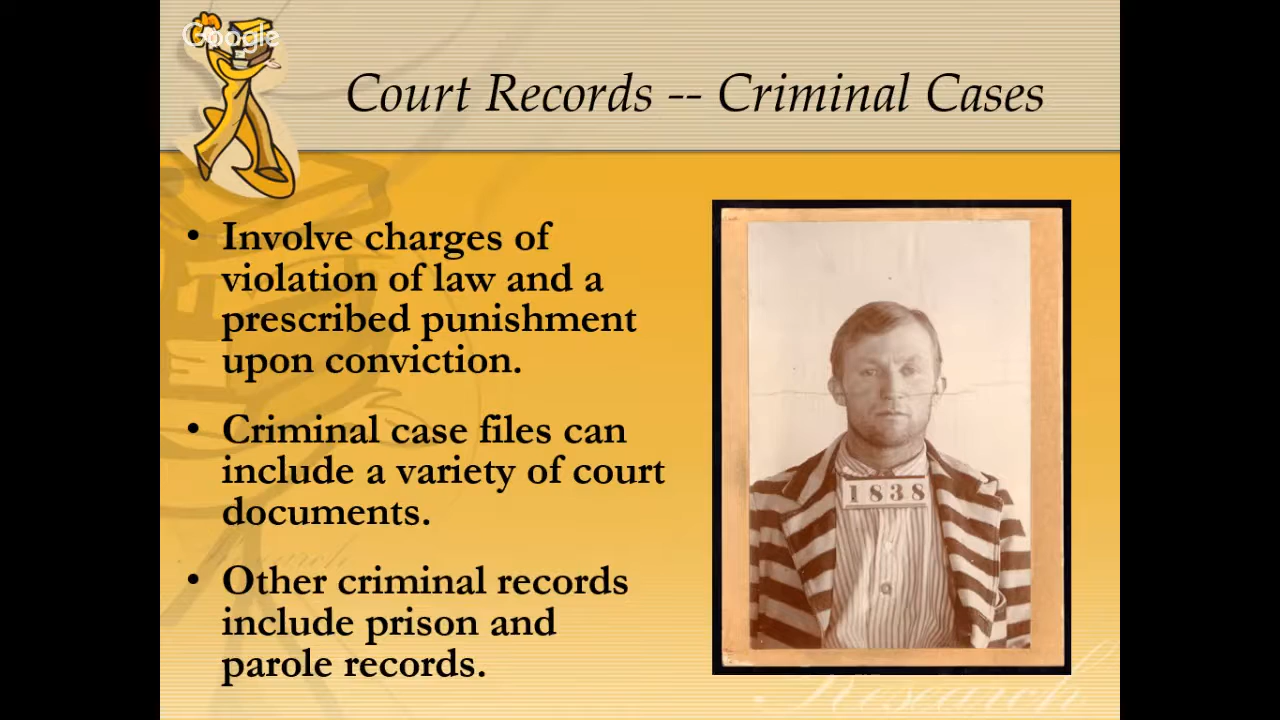 Google
Court Records -- Criminal Cases
• Involve charges of
violation of law and a
prescribed punishment
upon conviction.
• Criminal case files can
include a variety of court
documents.
• Other criminal records
include prison and
parole records.
1838
Research